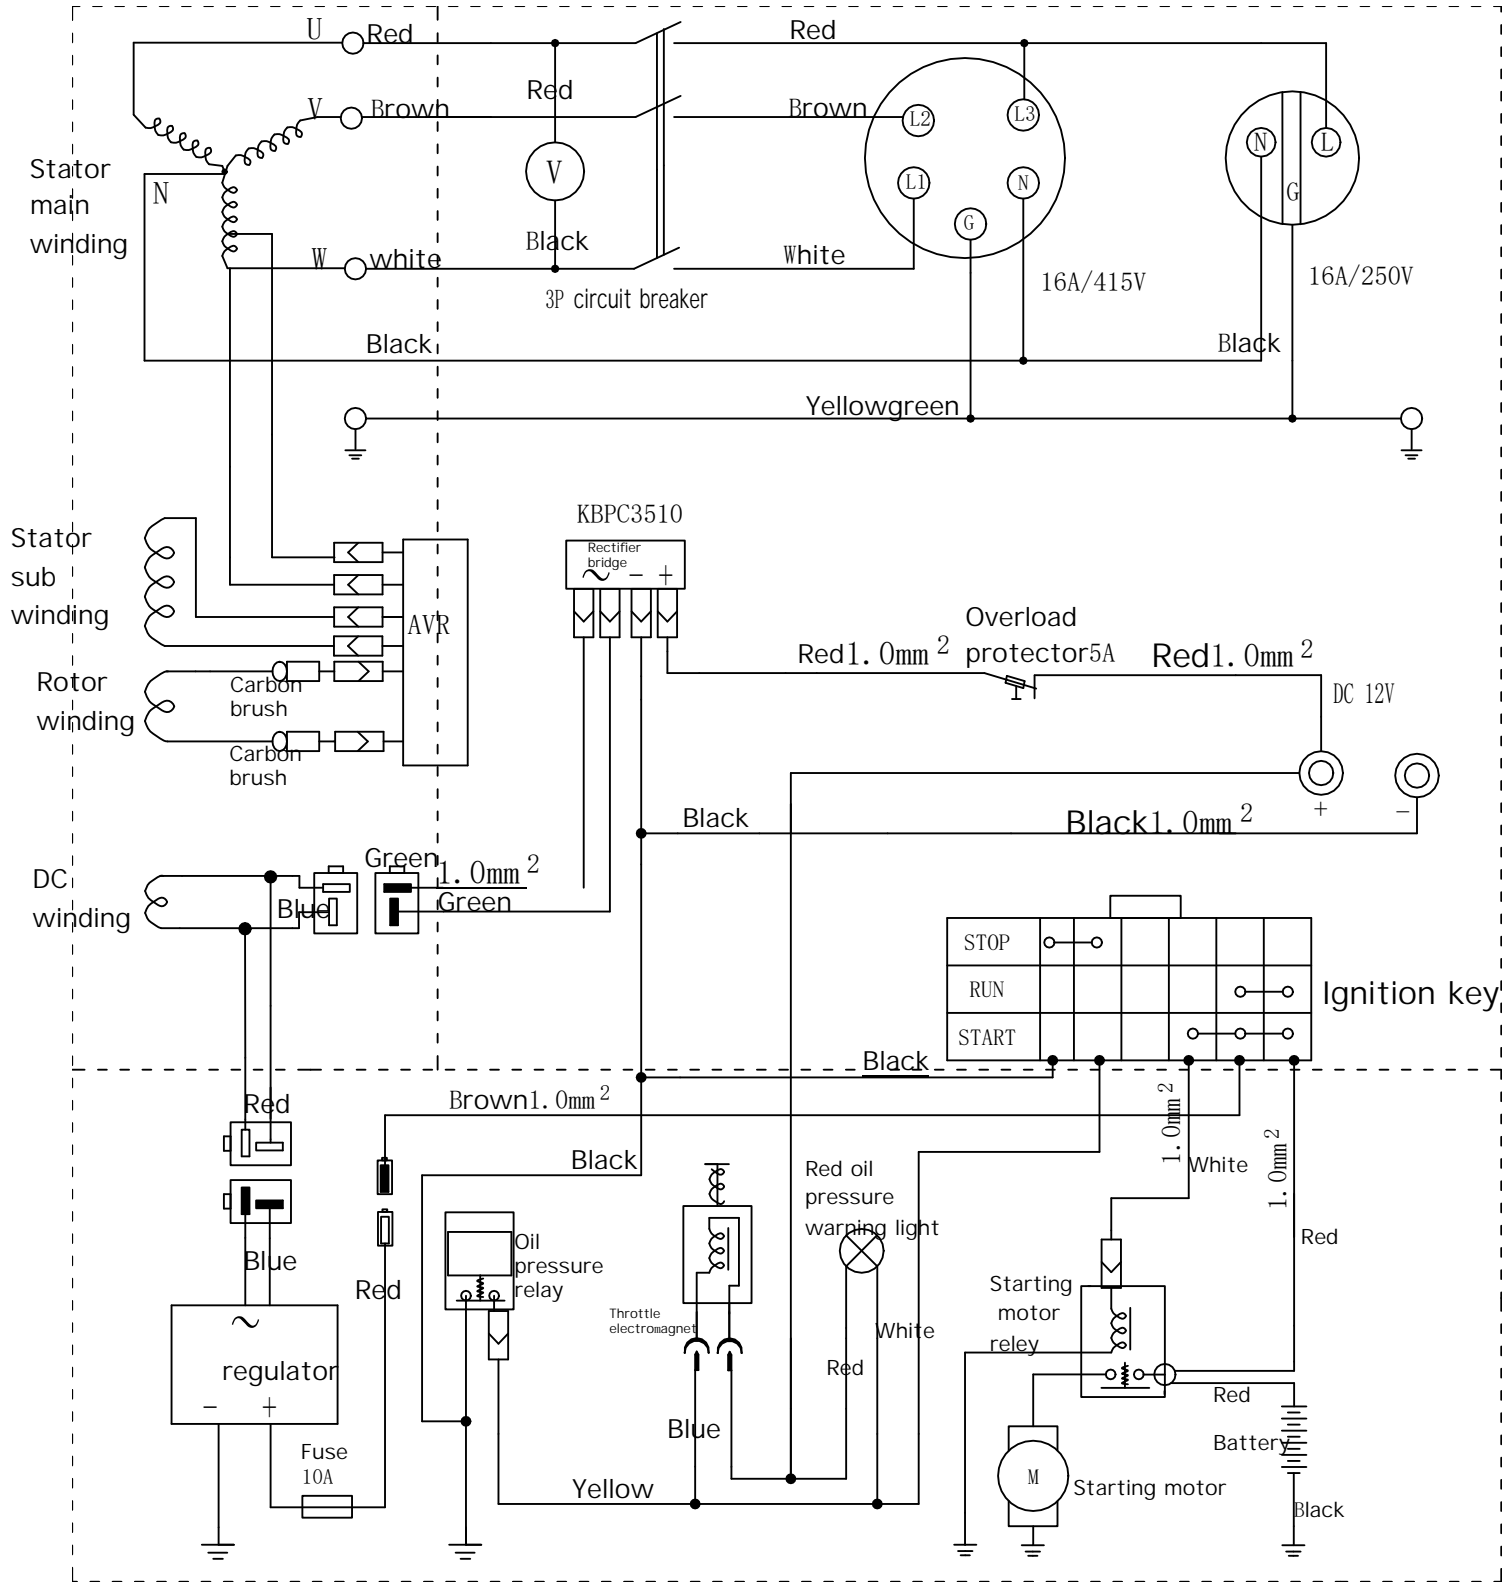 U
Red
Red
V
Brown
Red
Brown
L2
L3
N
L
Stator
main
winding
N
V
L1
N
G
G
W
white
Black
White
16A/415V
16A/250V
3P circuit breaker
Black
Black
Yellowgreen
KBPC3510
Rectifier
bridge
~ - +
Stator
sub
winding
AVR
Overload
protector5A
Red1.0mm2
Red1.0mm2
DC 12V
Rotor
winding
Carbon
brush
Carbon
brush
+
-
Black
Black1.0mm2
DC
winding
Green
1.0mm2
Blue
Green
STOP
RUN
START
Ignition key
Black
Red
Brown1.0mm2
1.0mm2
1.0mm2
Black
White
Red oil
pressure
warning light
Blue
Red
Oil
pressure
relay
Red
Throttle
electromagnet
Starting
motor
reley
White
Red
~
regulator
- +
Red
Blue
Battery
Fuse
10A
M
Starting motor
Yellow
Black